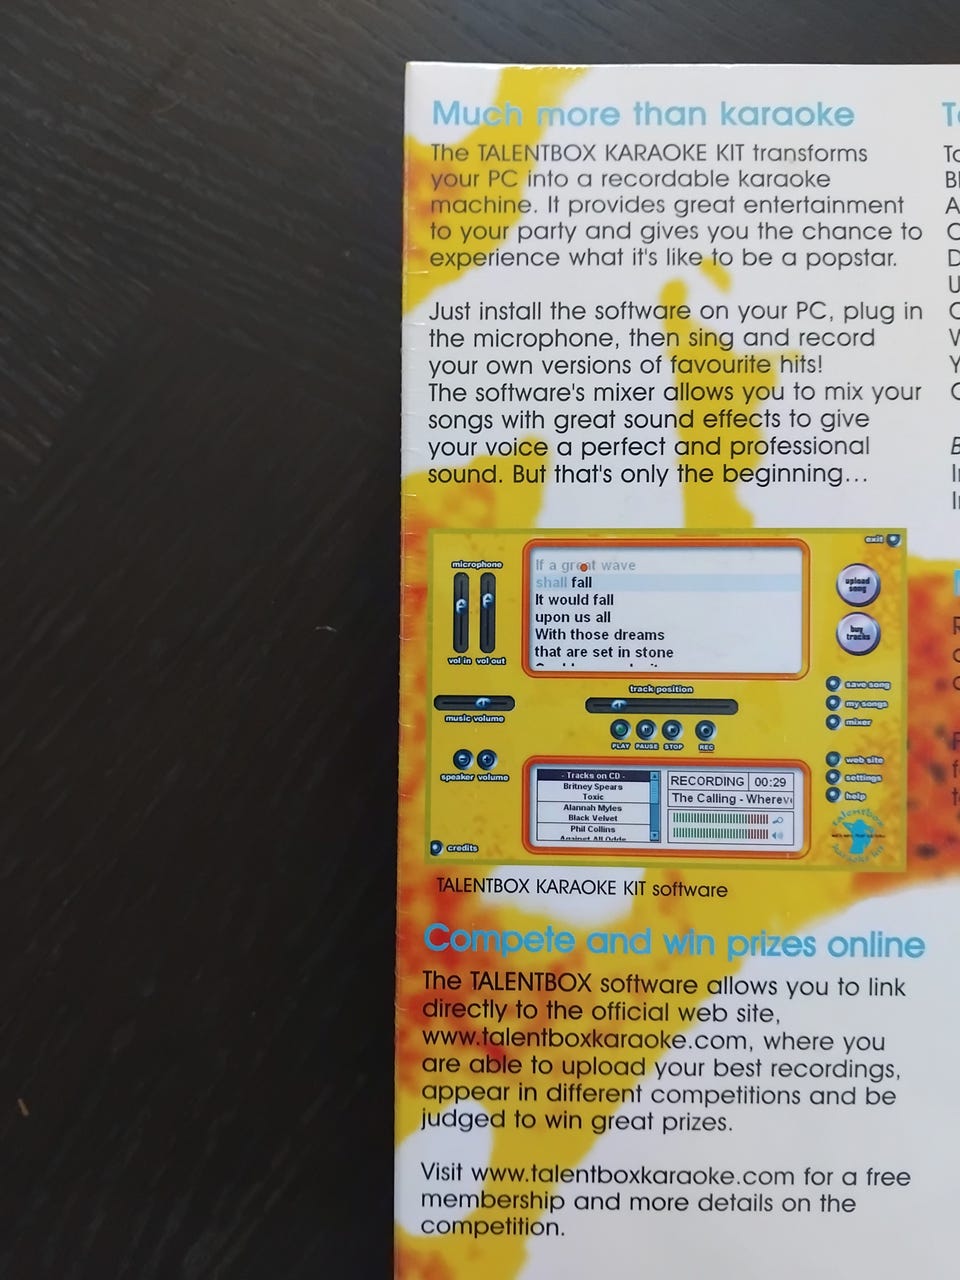 Much more than karaoke
The TALENTBOX KARAOKE KIT transforms
your PC into a recordable karaoke
machine. It provides great entertainment
to your party and gives you the chance to
experience what it's like to be a popstar.
Just install the software on your PC, plug in
the microphone, then sing and record
your own versions of favourite hits!
The software's mixer allows you to mix your
songs with great sound effects to give
your voice a perfect and professional
sound. But that's only the beginning...
exit
microphone
vol in vol out
If a great wave
shall fall
It would fall
upon us all
With those dreams
that are set in stone
upload
song
buy
tracks
music volume
track position
PLAY PAUSE STOP REC
save song
my songs
mixer
speaker volume
- Tracks on CD -
Britney Spears
Toxic
Alannah Myles
Black Velvet
Phil Collins
Against All Odds
RECORDING 00:29
The Calling - Wherev
web site
settings
help
talentbox
karaoke kit
credits
TALENTBOX KARAOKE KIT software
Compete and win prizes online
The TALENTBOX software allows you to link
directly to the official web site,
www.talentboxkaraoke.com, where you
are able to upload your best recordings,
appear in different competitions and be
judged to win great prizes.
Visit www.talentboxkaraoke.com for a free
membership and more details on the
competition.